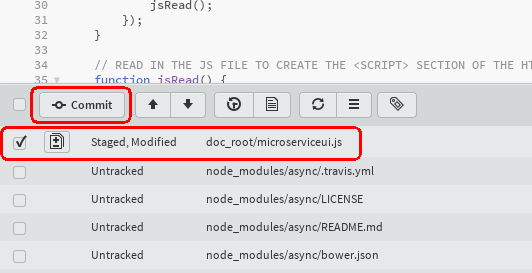 30 jsRead();
31 });
32 }
33
34 // READ IN THE JS FILE TO CREATE THE <SCRIPT> SECTION OF THE HT
35 function jsRead() {
Commit
Staged, Modified doc_root/microserviceui.js
Untracked node_modules/async/.travis.yml
Untracked node_modules/async/LICENSE
Untracked node_modules/async/README.md
Untracked node_modules/async/bower.json